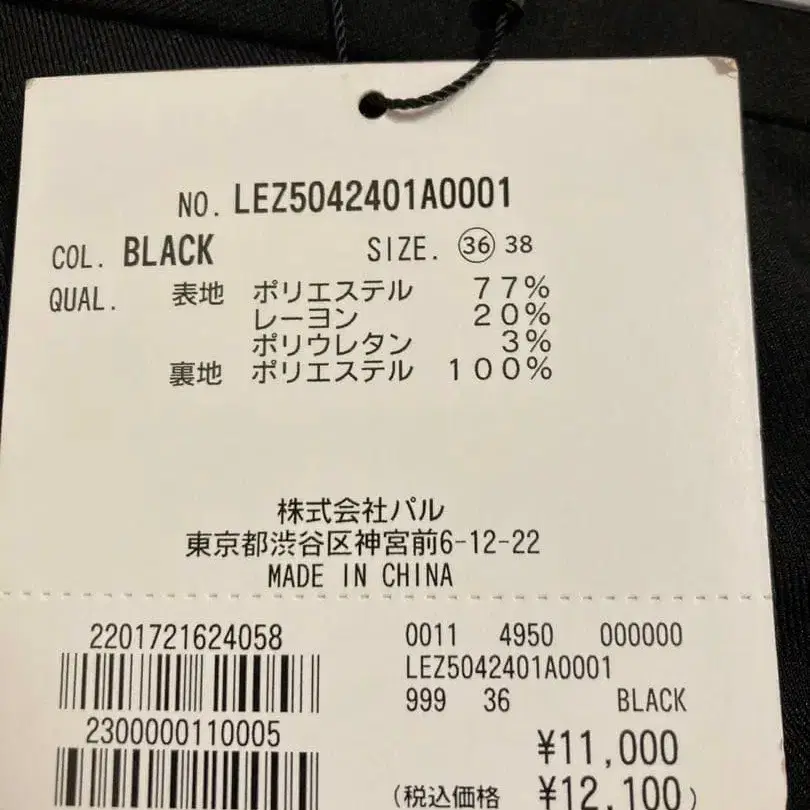 NO. LEZ5042401A0001
COL. BLACK SIZE. ㊱ 38
QUAL. 表地 ポリエステル 77%
レーヨン 20%
ポリウレタン 3%
裏地 ポリエステル 100%
株式会社パル
東京都渋谷区神宮前6-12-22
MADE IN CHINA
2201721624058
2300000110005
0011 4950 000000
LEZ5042401A0001
999 36 BLACK
¥11,000
(税込価格 ¥12,100)